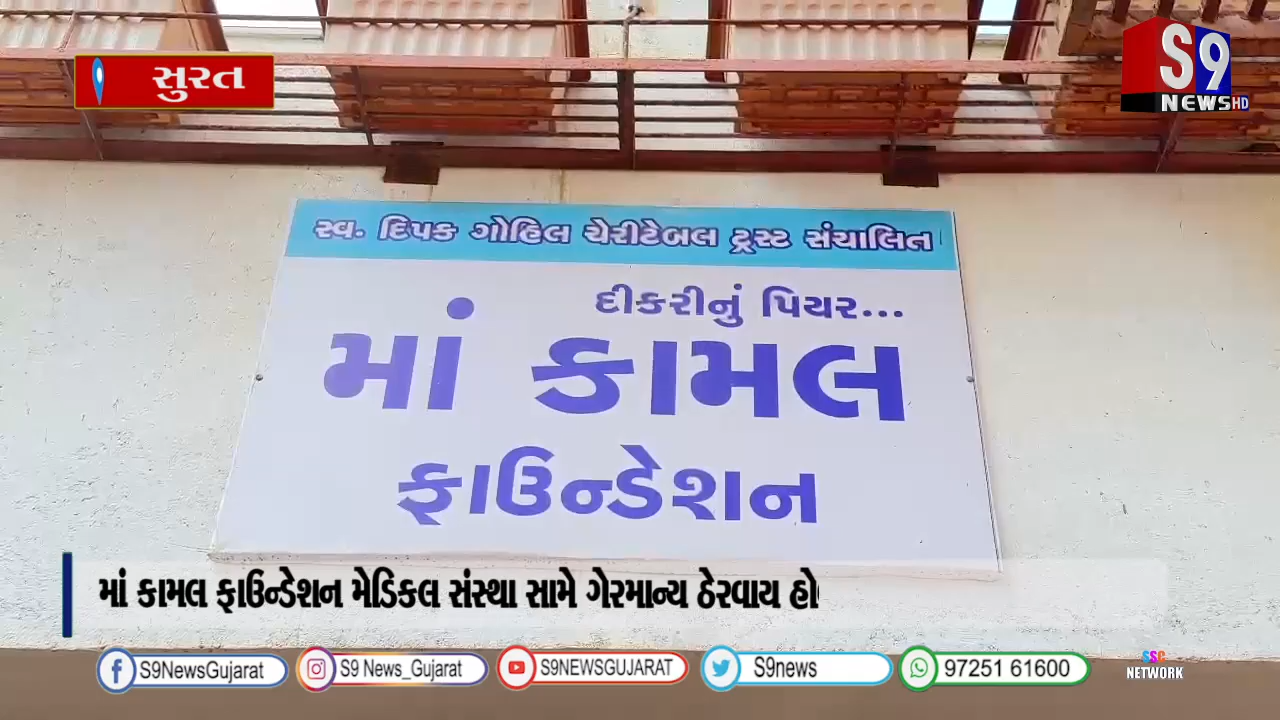 સુરત
S9
NEWS HD
સ્વ. દિપક ગોહિલ ચેરીટેબલ ટ્રસ્ટ સંચાલિત
દીકરીનું પિયર...
માં કામલ
ફાઉન્ડેશન
માં કામલ ફાઉન્ડેશન મેડિકલ સંસ્થા સામે ગેરમાન્ય ઠેરવાય
S9NewsGujarat
S9 News_Gujarat
S9NEWSGUJARAT
S9news
97251 61600
SSC
NETWORK